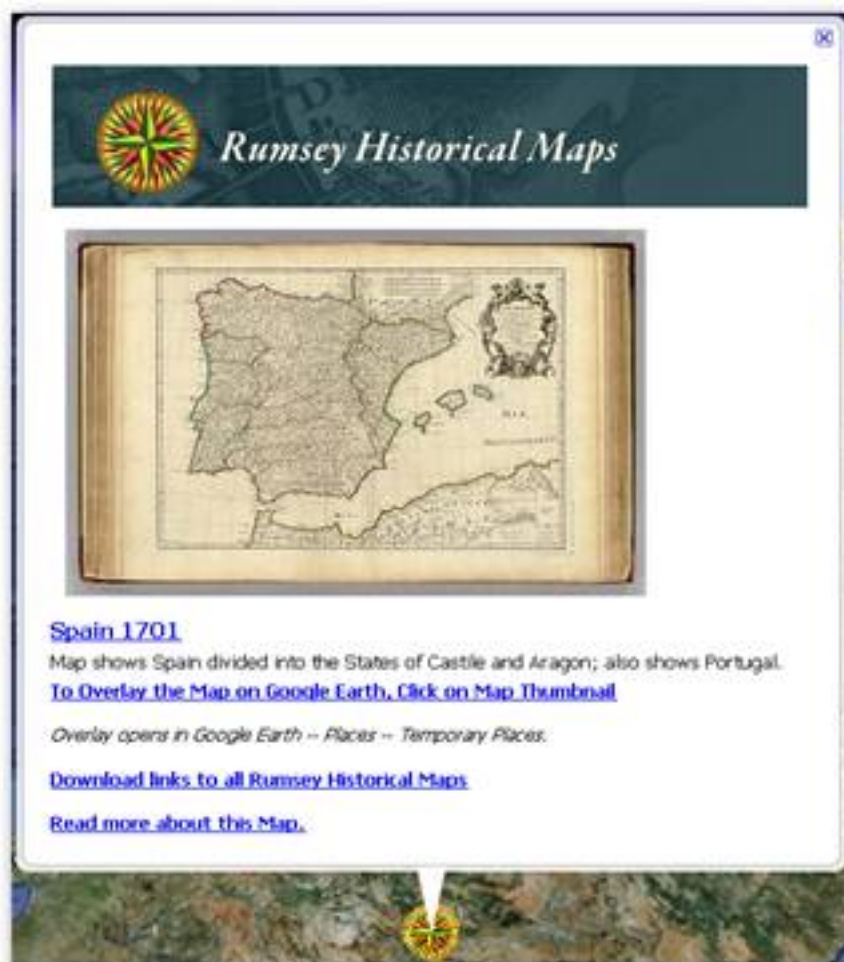 Rumsey Historical Maps
Spain 1701
Map shows Spain divided into the States of Castile and Aragon; also shows Portugal.
To Overlay the Map on Google Earth, Click on Map Thumbnail
Overlay opens in Google Earth -- Places -- Temporary Places.
Download links to all Rumsey Historical Maps
Read more about this Map.